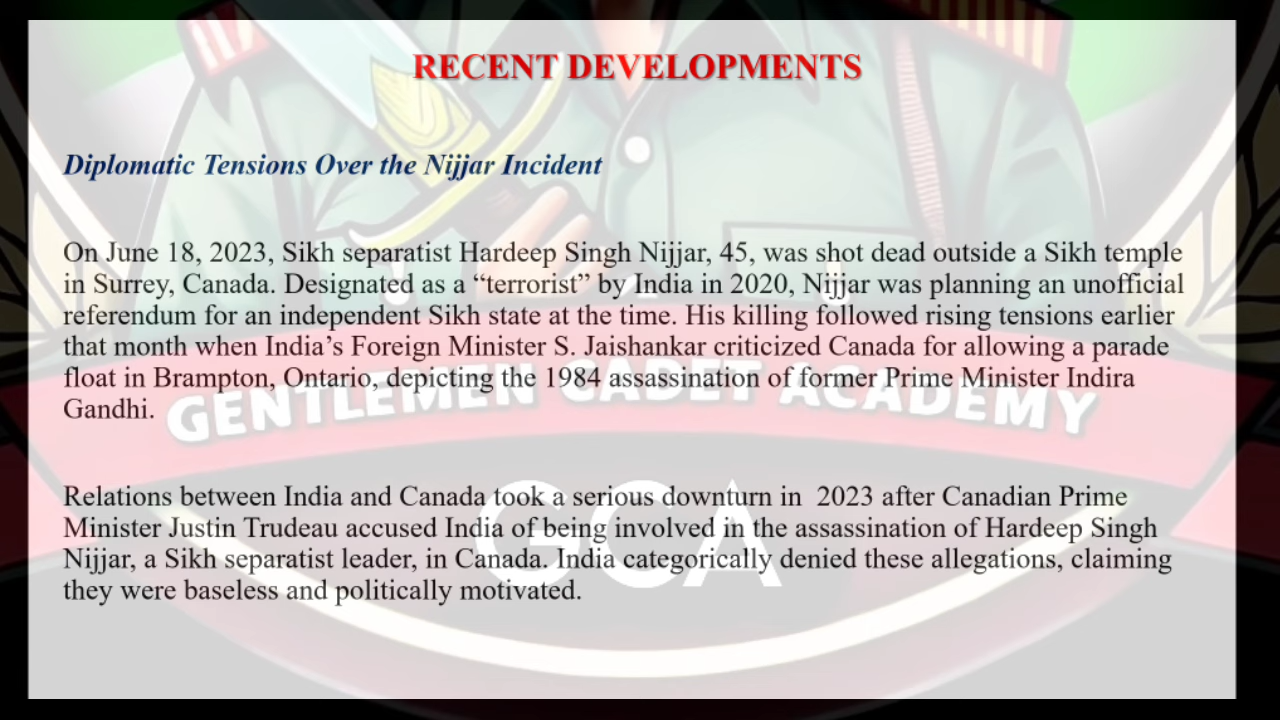 RECENT DEVELOPMENTS
Diplomatic Tensions Over the Nijjar Incident
On June 18, 2023, Sikh separatist Hardeep Singh Nijjar, 45, was shot dead outside a Sikh temple
in Surrey, Canada. Designated as a “terrorist” by India in 2020, Nijjar was planning an unofficial
referendum for an independent Sikh state at the time. His killing followed rising tensions earlier
that month when India’s Foreign Minister S. Jaishankar criticized Canada for allowing a parade
float in Brampton, Ontario, depicting the 1984 assassination of former Prime Minister Indira
Gandhi.
GENTLEMEN CADET ACADEMY
Relations between India and Canada took a serious downturn in  2023 after Canadian Prime
Minister Justin Trudeau accused India of being involved in the assassination of Hardeep Singh
Nijjar, a Sikh separatist leader, in Canada. India categorically denied these allegations, claiming
they were baseless and politically motivated.
GCA